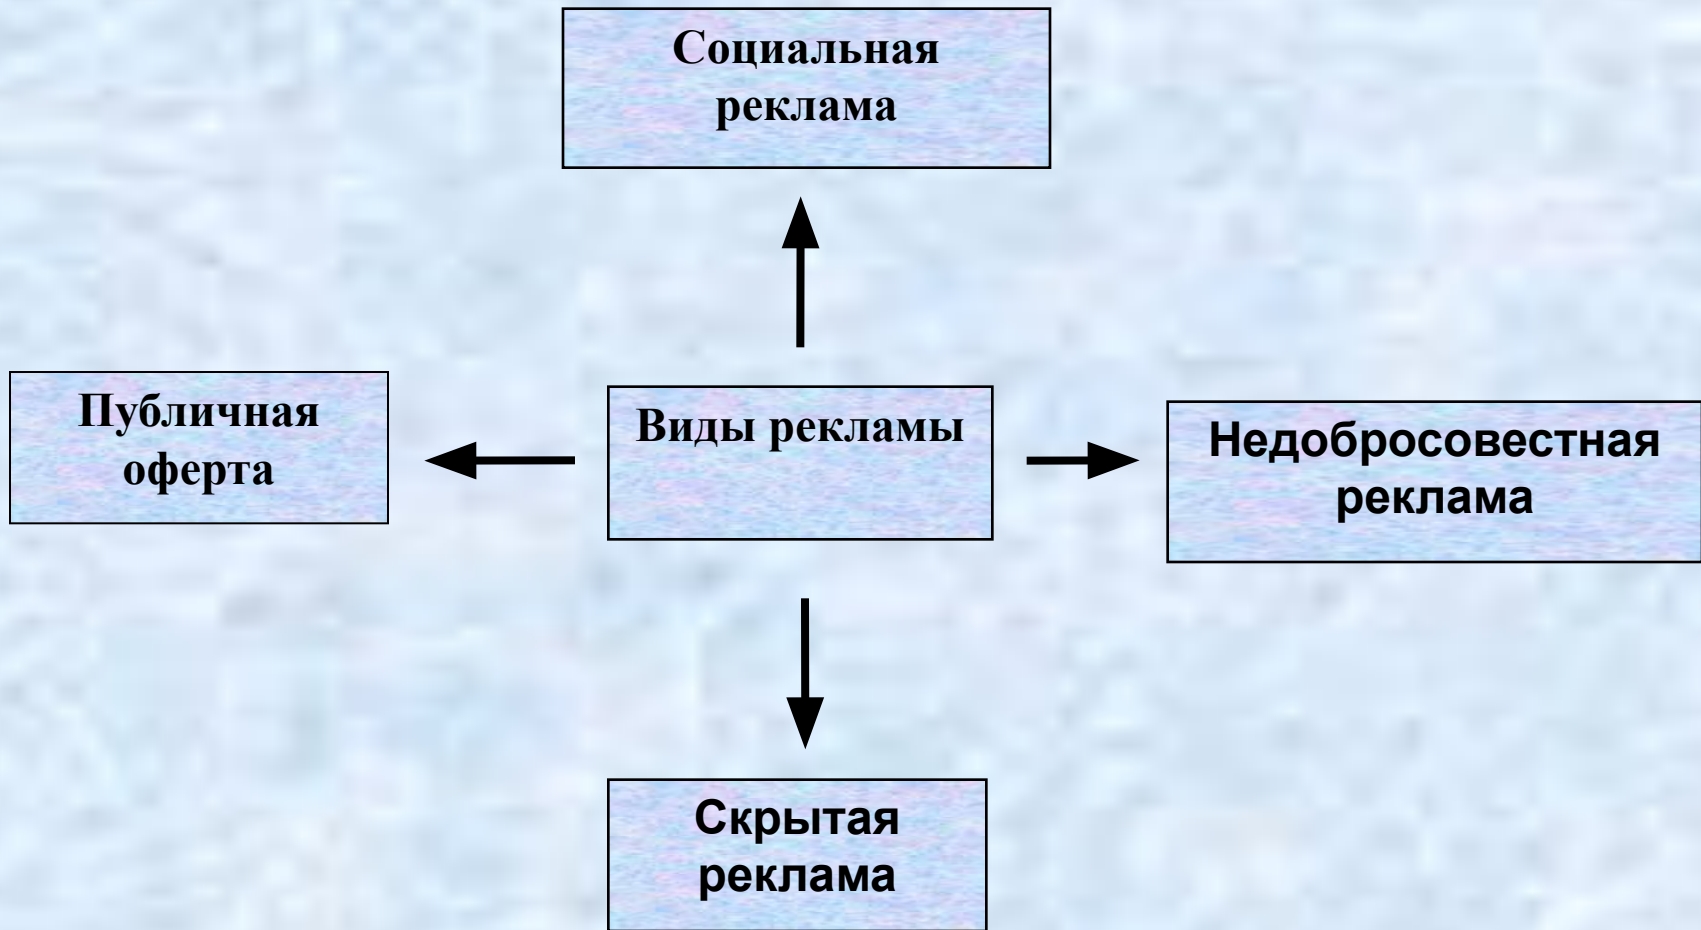 Социальная
реклама
Публичная
оферта
Виды рекламы
Недобросовестная
реклама
Скрытая
реклама